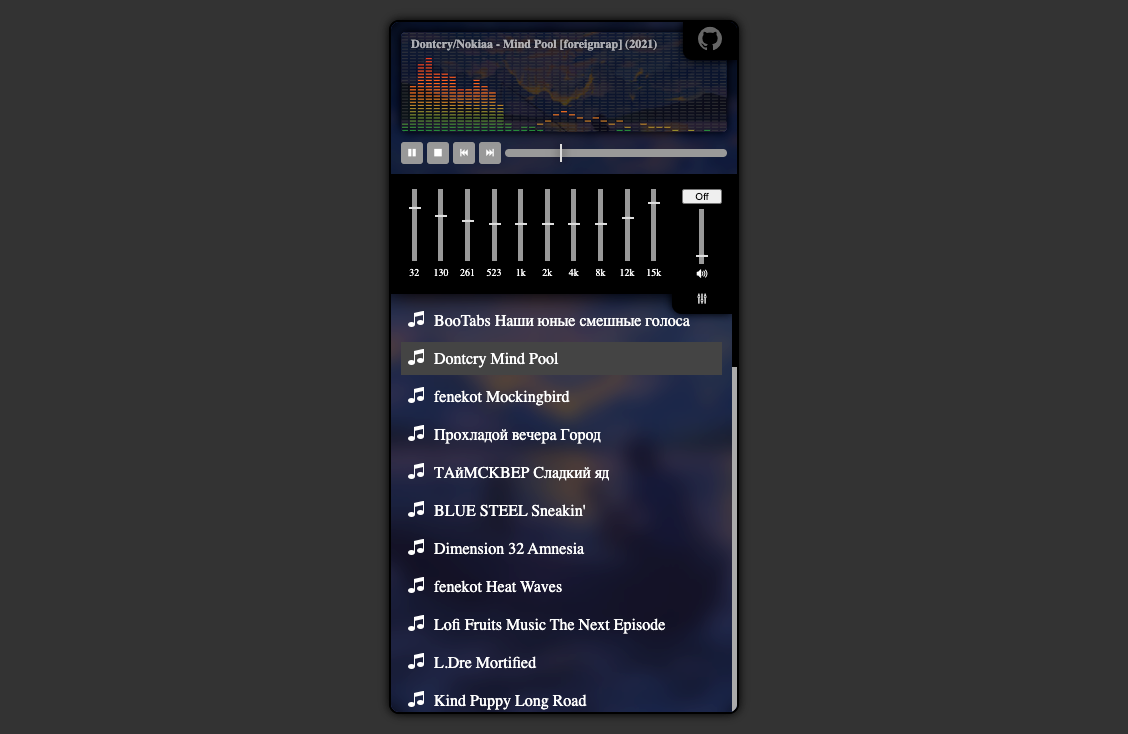 Dontcry/Nokiaa - Mind Pool [foreignrap] (2021)
Off
32 130 261 523 1k 2k 4k 8k 12k 15k
BooTabs Наши юные смешные голоса
Dontcry Mind Pool
fenekot Mockingbird
Прохладой вечера Город
ТАйМСКВЕР Сладкий яд
BLUE STEEL Sneakin'
Dimension 32 Amnesia
fenekot Heat Waves
Lofi Fruits Music The Next Episode
L.Dre Mortified
Kind Puppy Long Road